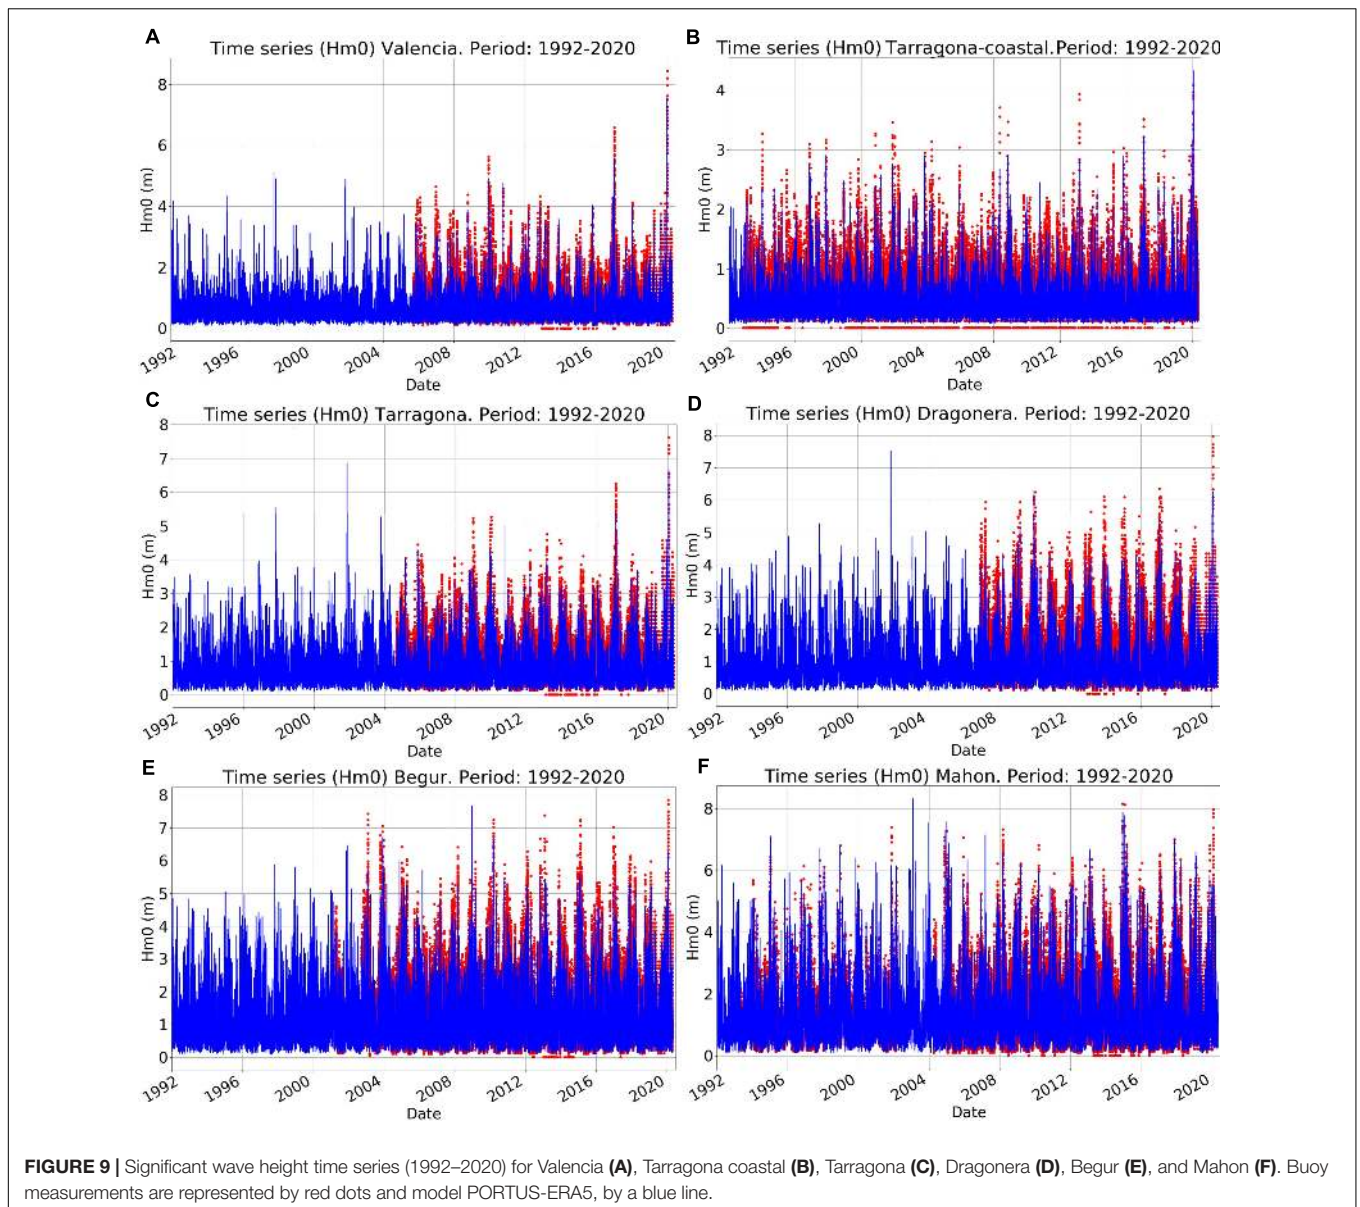 A
Time series (Hm0) Valencia. Period: 1992-2020
Hm0 (m)
8
6
4
2
0
1992 1996 2000 2004 2008 2012 2016 2020
Date
B
Time series (Hm0) Tarragona-coastal. Period: 1992-2020
Hm0 (m)
4
3
2
1
0
1992 1996 2000 2004 2008 2012 2016 2020
Date
C
Time series (Hm0) Tarragona. Period: 1992-2020
Hm0 (m)
8
7
6
5
4
3
2
1
0
1992 1996 2000 2004 2008 2012 2016 2020
Date
D
Time series (Hm0) Dragonera. Period: 1992-2020
Hm0 (m)
8
7
6
5
4
3
2
1
0
1992 1996 2000 2004 2008 2012 2016 2020
Date
E
Time series (Hm0) Begur. Period: 1992-2020
Hm0 (m)
8
7
6
5
4
3
2
1
0
1992 1996 2000 2004 2008 2012 2016 2020
Date
F
Time series (Hm0) Mahon. Period: 1992-2020
Hm0 (m)
8
6
4
2
0
1992 1996 2000 2004 2008 2012 2016 2020
Date
FIGURE 9 | Significant wave height time series (1992–2020) for Valencia (A), Tarragona coastal (B), Tarragona (C), Dragonera (D), Begur (E), and Mahon (F). Buoy
measurements are represented by red dots and model PORTUS-ERA5, by a blue line.